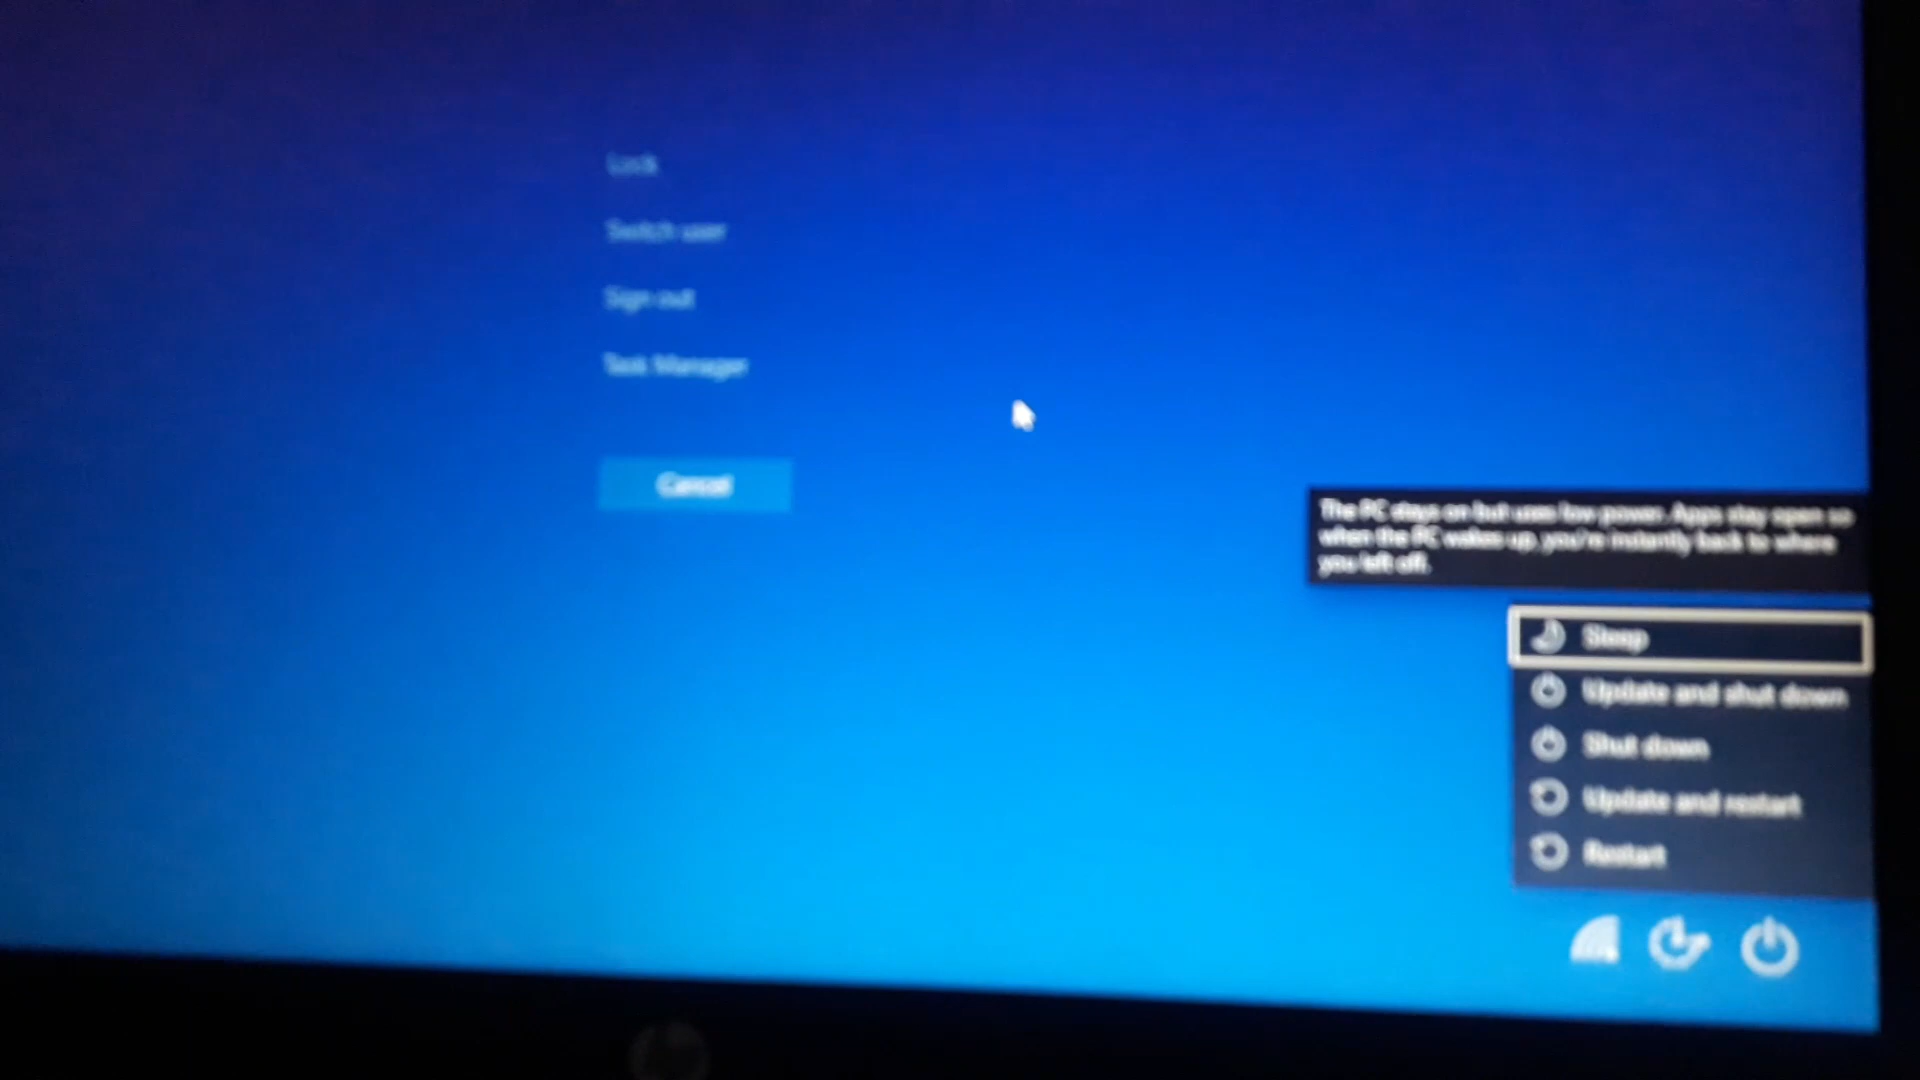 Lock
Switch user
Sign out
Task Manager
Cancel
The PC stays on but uses low power. Apps stay open so
when the PC wakes up, you're instantly back to where
you left off.
Sleep
Update and shut down
Shut down
Update and restart
Restart